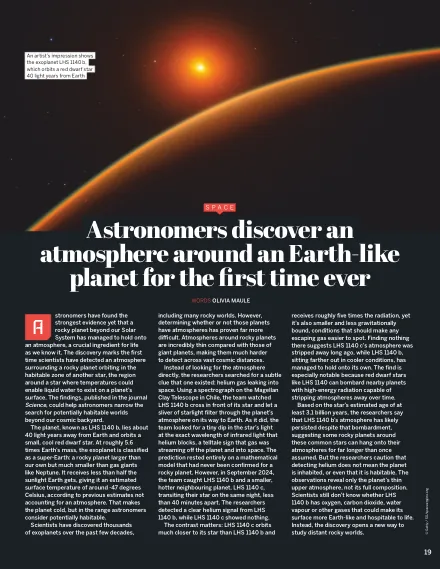 An artist's impression shows
the exoplanet LHS 1140 b,
which orbits a red dwarf star
40 light years from Earth
SPACE
Astronomers discover an
atmosphere around an Earth-like
planet for the first time ever
WORDS OLIVIA MAULE
Astronomers have found the
strongest evidence yet that a
rocky planet beyond our Solar
System has managed to hold onto
an atmosphere, a crucial ingredient for life
as we know it. The discovery marks the first
time scientists have detected an atmosphere
surrounding a rocky planet orbiting in the
habitable zone of another star, the region
around a star where temperatures could
enable liquid water to exist on a planet's
surface. The findings, published in the journal
Science, could help astronomers narrow the
search for potentially habitable worlds
beyond our cosmic backyard.
The planet, known as LHS 1140 b, lies about
40 light years away from Earth and orbits a
small, cool red dwarf star. At roughly 5.6
times Earth's mass, the exoplanet is classified
as a super-Earth: a rocky planet larger than
our own but much smaller than gas giants
like Neptune. It receives less than half the
sunlight Earth gets, giving it an estimated
surface temperature of around -47 degrees
Celsius, according to previous estimates not
accounting for an atmosphere. That makes
the planet cold, but in the range astronomers
consider potentially habitable.
Scientists have discovered thousands
of exoplanets over the past few decades,
including many rocky worlds. However,
determining whether or not those planets
have atmospheres has proven far more
difficult. Atmospheres around rocky planets
are incredibly thin compared with those of
giant planets, making them much harder
to detect across vast cosmic distances.
Instead of looking for the atmosphere
directly, the researchers searched for a subtle
clue that one existed: helium gas leaking into
space. Using a spectrograph on the Magellan
Clay Telescope in Chile, the team watched
LHS 1140 b cross in front of its star and let a
sliver of starlight filter through the planet's
atmosphere on its way to Earth. As it did, the
team looked for a tiny dip in the star's light
at the exact wavelength of infrared light that
helium blocks, a telltale sign that gas was
streaming off the planet and into space. The
prediction rested entirely on a mathematical
model that had never been confirmed for a
rocky planet. However, in September 2024,
the team caught LHS 1140 b and a smaller,
hotter neighbouring planet, LHS 1140 c,
transiting their star on the same night, less
than 40 minutes apart. The researchers
detected a clear helium signal from LHS
1140 b, while LHS 1140 c showed nothing.
The contrast matters: LHS 1140 c orbits
much closer to its star than LHS 1140 b and
receives roughly five times the radiation, yet
it's also smaller and less gravitationally
bound, conditions that should make any
escaping gas easier to spot. Finding nothing
there suggests LHS 1140 c's atmosphere was
stripped away long ago, while LHS 1140 b,
sitting farther out in cooler conditions, has
managed to hold onto its own. The find is
especially notable because red dwarf stars
like LHS 1140 can bombard nearby planets
with high-energy radiation capable of
stripping atmospheres away over time.
Based on the star's estimated age of at
least 3.1 billion years, the researchers say
that LHS 1140 b's atmosphere has likely
persisted despite that bombardment,
suggesting some rocky planets around
these common stars can hang onto their
atmospheres for far longer than once
assumed. But the researchers caution that
detecting helium does not mean the planet
is inhabited, or even that it is habitable. The
observations reveal only the planet's thin
upper atmosphere, not its full composition.
Scientists still don't know whether LHS
1140 b has oxygen, carbon dioxide, water
vapour or other gases that could make its
surface more Earth-like and hospitable to life.
Instead, the discovery opens a new way to
study distant rocky worlds.
19